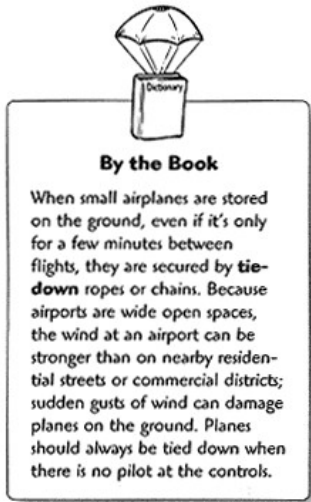 Dictionary
By the Book
When small airplanes are stored
on the ground, even if it's only
for a few minutes between
flights, they are secured by tie-
down ropes or chains. Because
airports are wide open spaces,
the wind at an airport can be
stronger than on nearby residen-
tial streets or commercial districts;
sudden gusts of wind can damage
planes on the ground. Planes
should always be tied down when
there is no pilot at the controls.